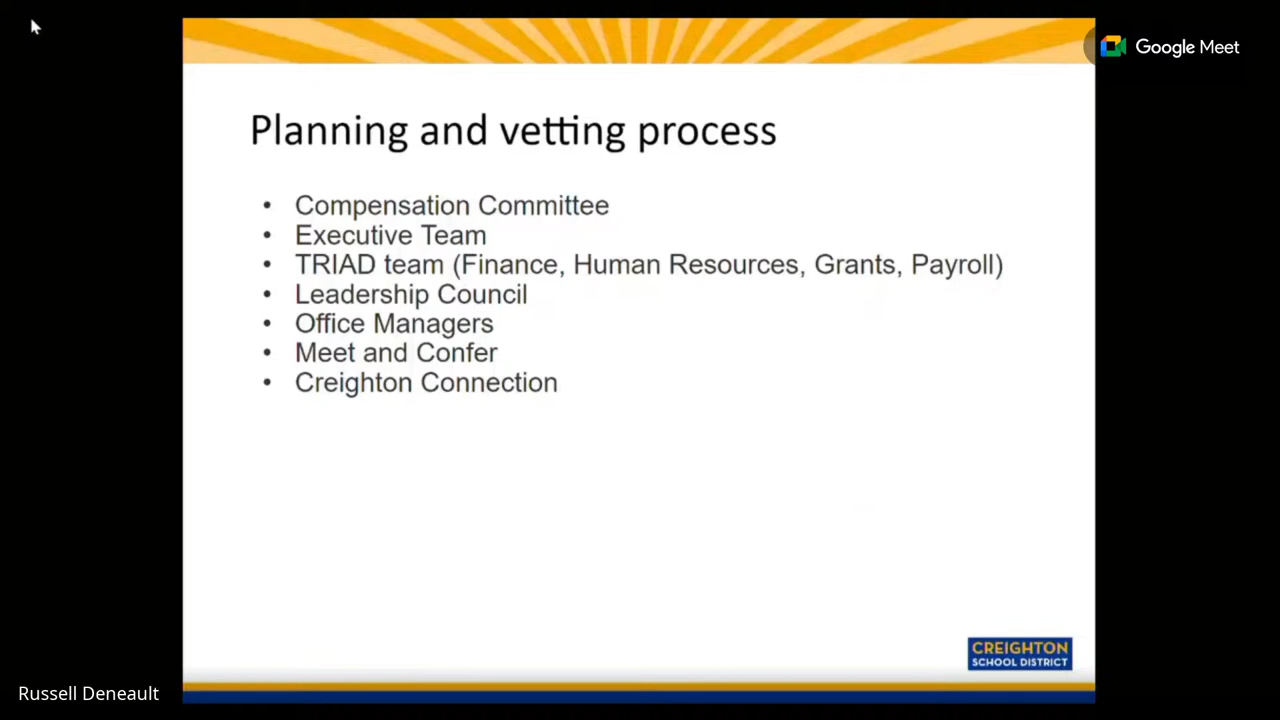 Google Meet
Planning and vetting process
• Compensation Committee
• Executive Team
• TRIAD team (Finance, Human Resources, Grants, Payroll)
• Leadership Council
• Office Managers
• Meet and Confer
• Creighton Connection
CREIGHTON
SCHOOL DISTRICT
Russell Deneault